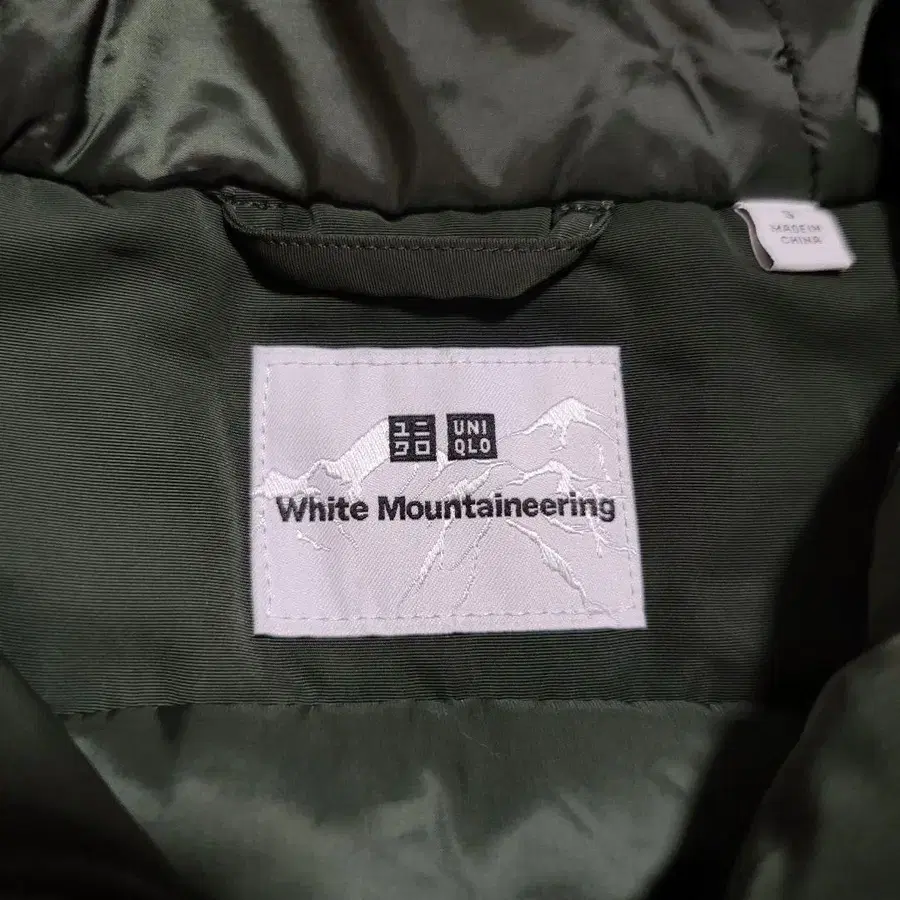 S
MADE IN
CHINA
ユニ
クロ
UNI
QLO
White Mountaineering